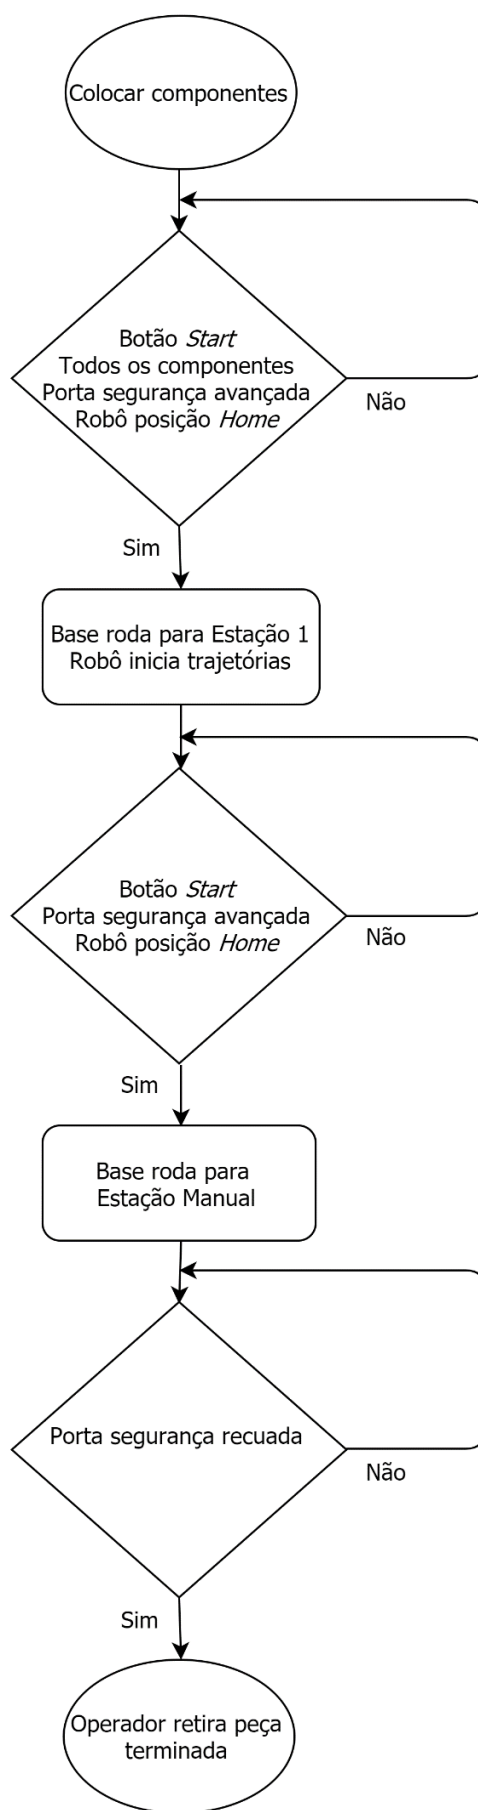 Colocar componentes
Botão Start
Todos os componentes
Porta segurança avançada
Robô posição Home
Não
Sim
Base roda para Estação 1
Robô inicia trajetórias
Botão Start
Porta segurança avançada
Robô posição Home
Não
Sim
Base roda para
Estação Manual
Porta segurança recuada
Não
Sim
Operador retira peça
terminada